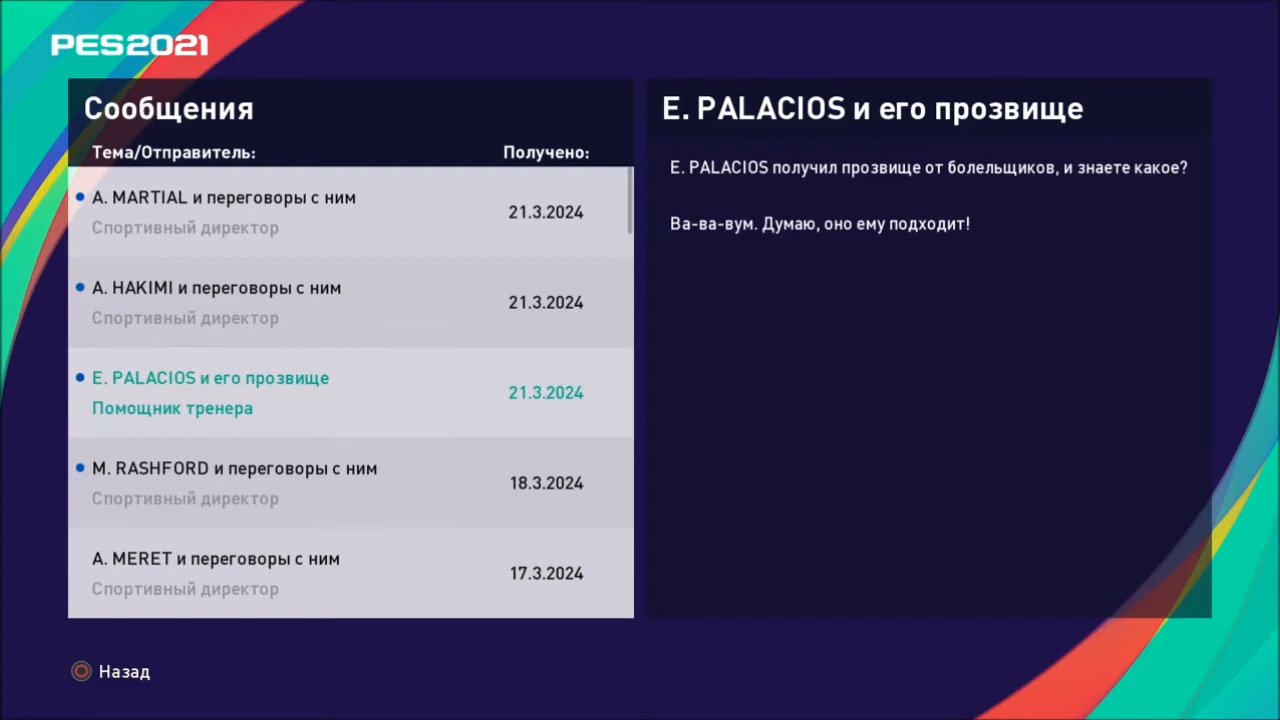 PES2021
Сообщения
Тема/Отправитель: Получено:
A. MARTIAL и переговоры с ним
Спортивный директор
21.3.2024
A. HAKIMI и переговоры с ним
Спортивный директор
21.3.2024
E. PALACIOS и его прозвище
Помощник тренера
21.3.2024
M. RASHFORD и переговоры с ним
Спортивный директор
18.3.2024
A. MERET и переговоры с ним
Спортивный директор
17.3.2024
E. PALACIOS и его прозвище
E. PALACIOS получил прозвище от болельщиков, и знаете какое?
Ва-ва-вум. Думаю, оно ему подходит!
Назад